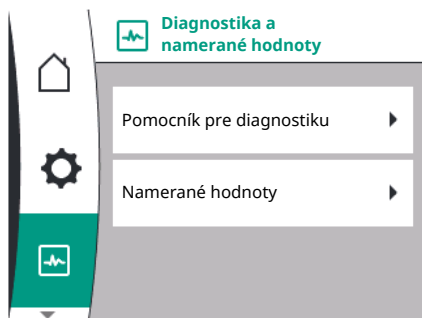 Diagnostika a
namerané hodnoty
Pomocník pre diagnostiku
Namerané hodnoty